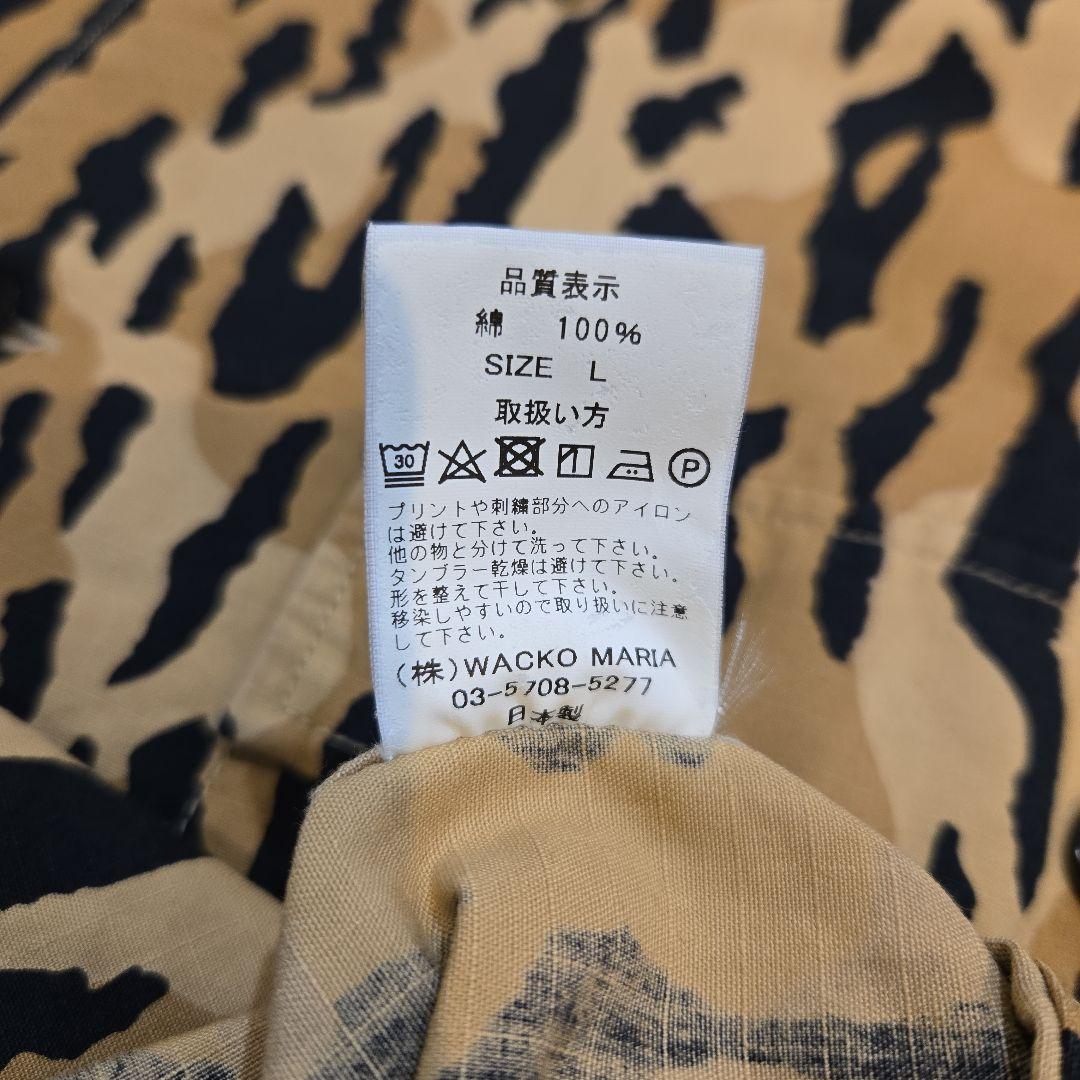 品質表示
綿 100%
SIZE L
取扱い方
30 P
プリントや刺繍部分へのアイロン
は避けて下さい。
他の物と分けて洗って下さい。
タンブラー乾燥は避けて下さい。
形を整えて干して下さい。
移染しやすいので取り扱いに注意
して下さい。
(株)WACKO MARIA
03-5708-5277
日本製